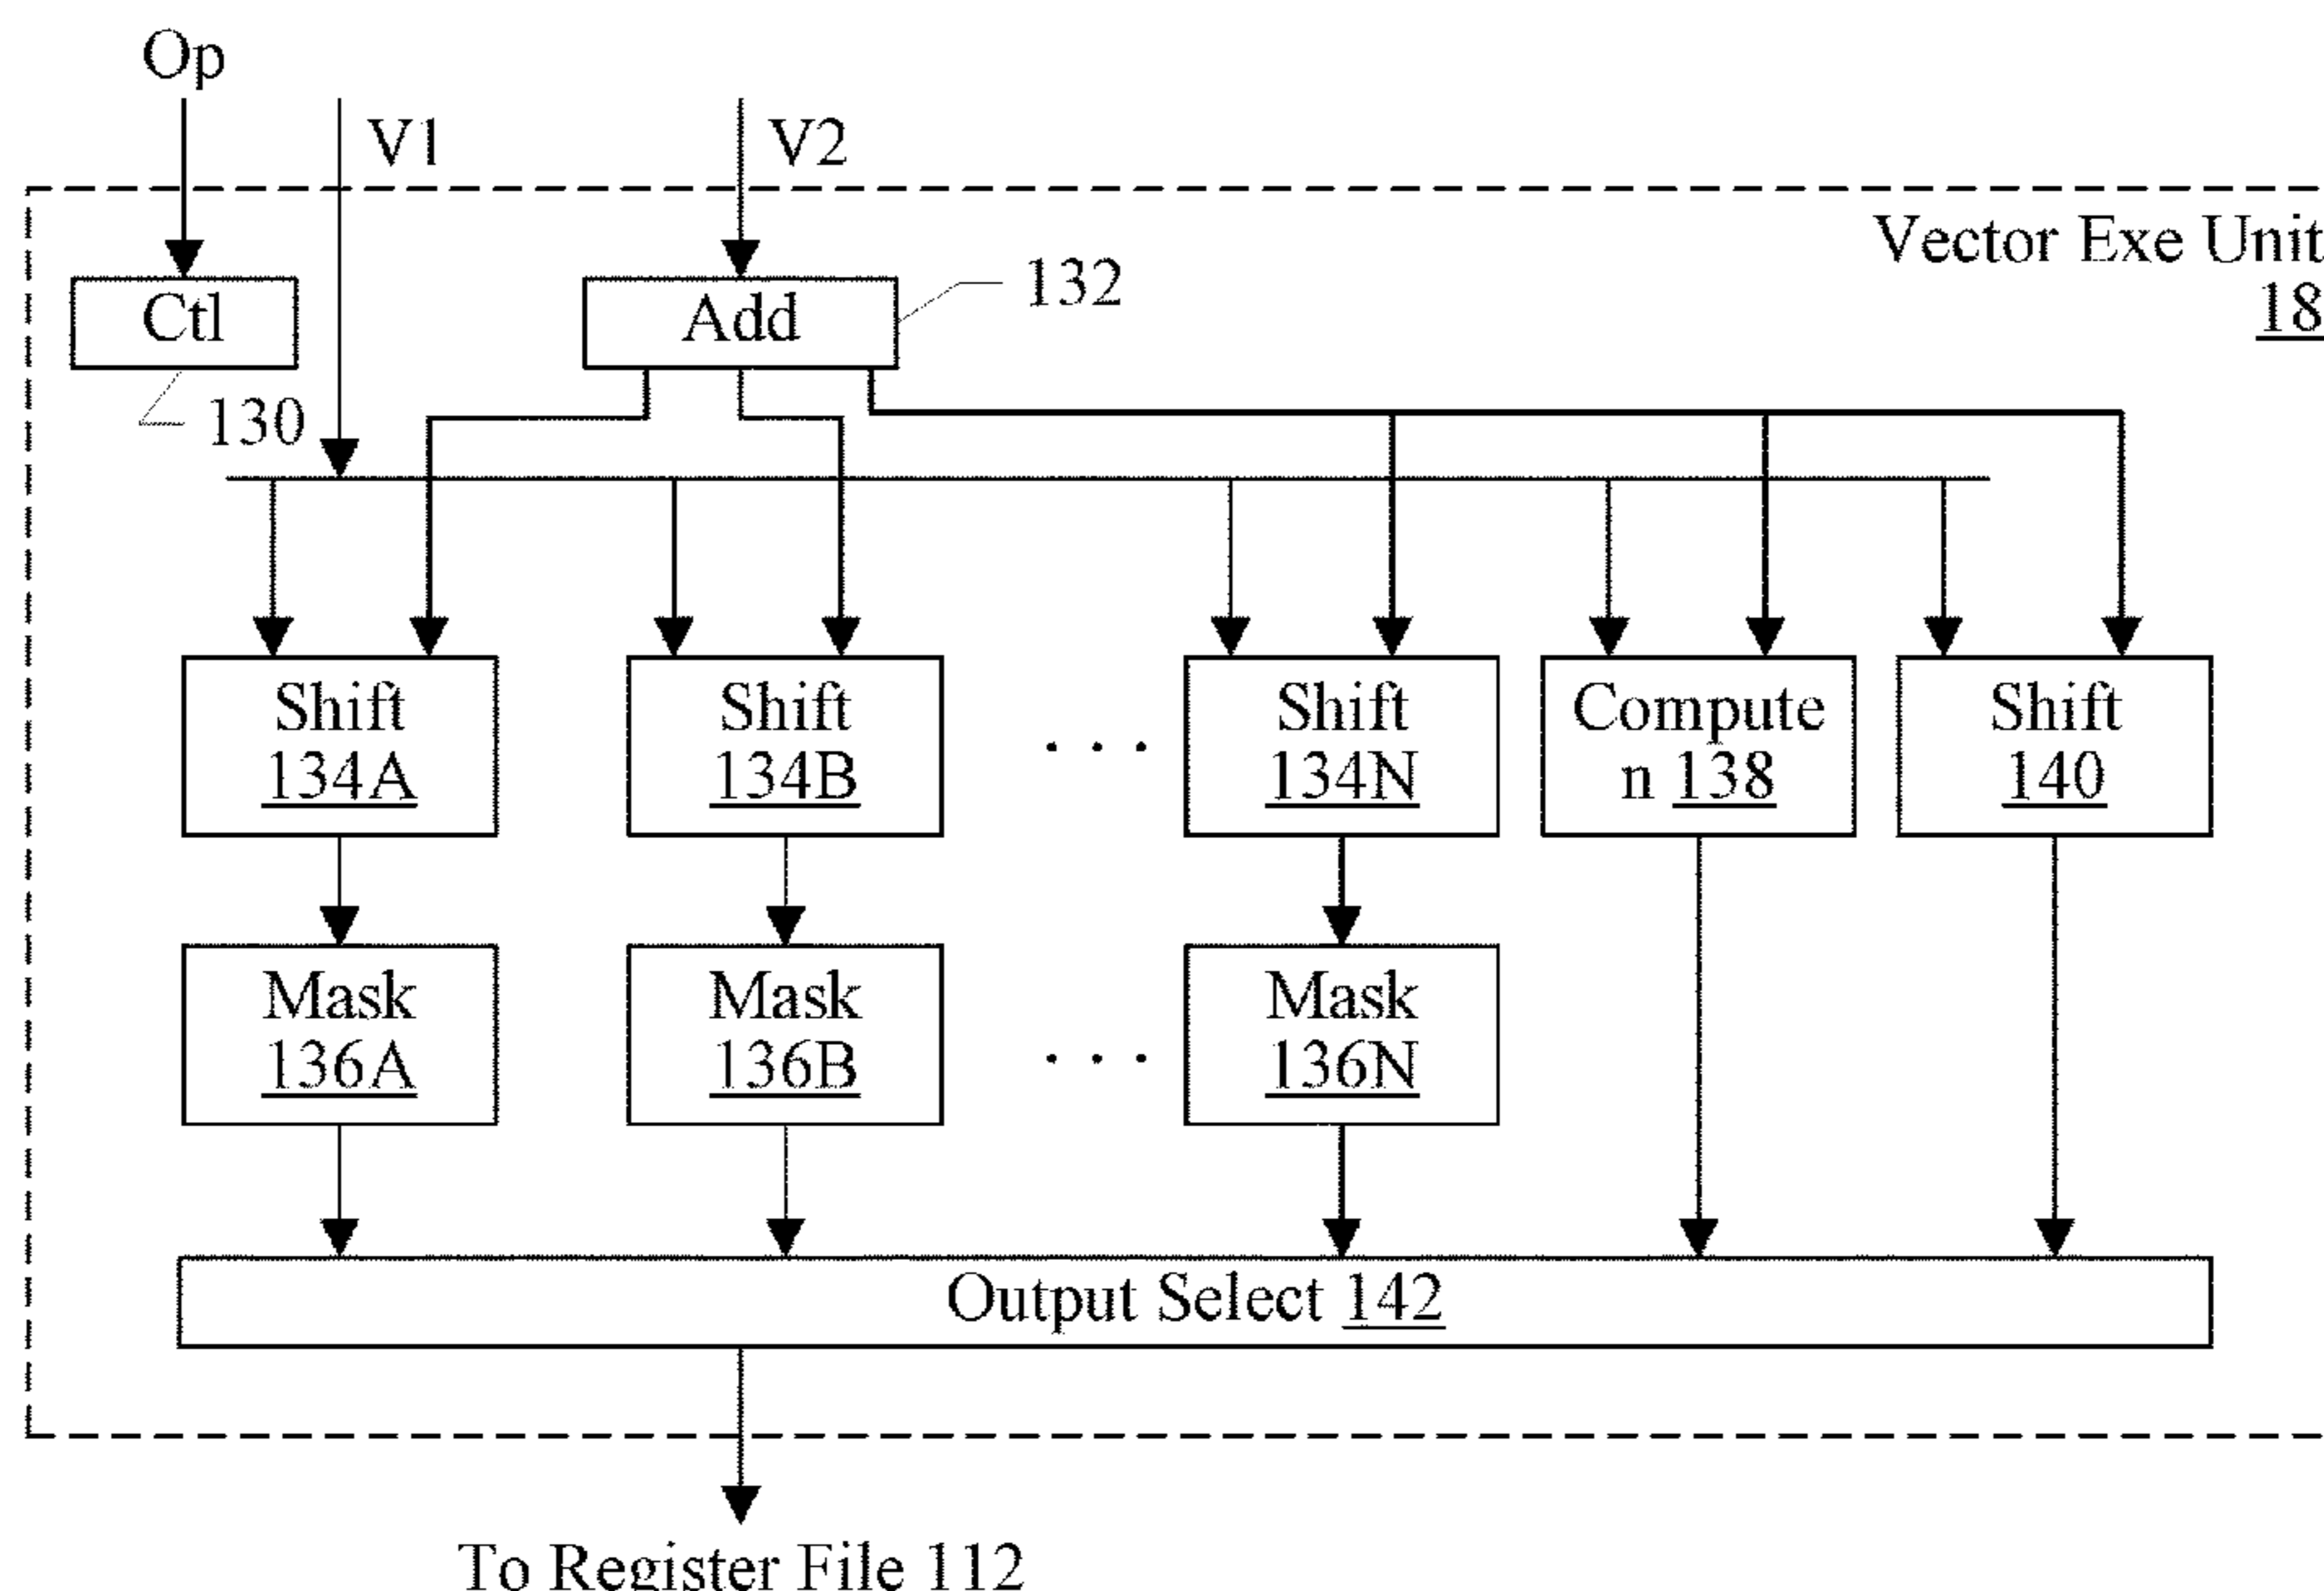 Op
V1
V2
Vector Exe Unit
18
Ctl
Add
132
130
Shift
134A
Shift
134B
. . .
Shift
134N
Compute
n 138
Shift
140
Mask
136A
Mask
136B
. . .
Mask
136N
Output Select 142
To Register File 112